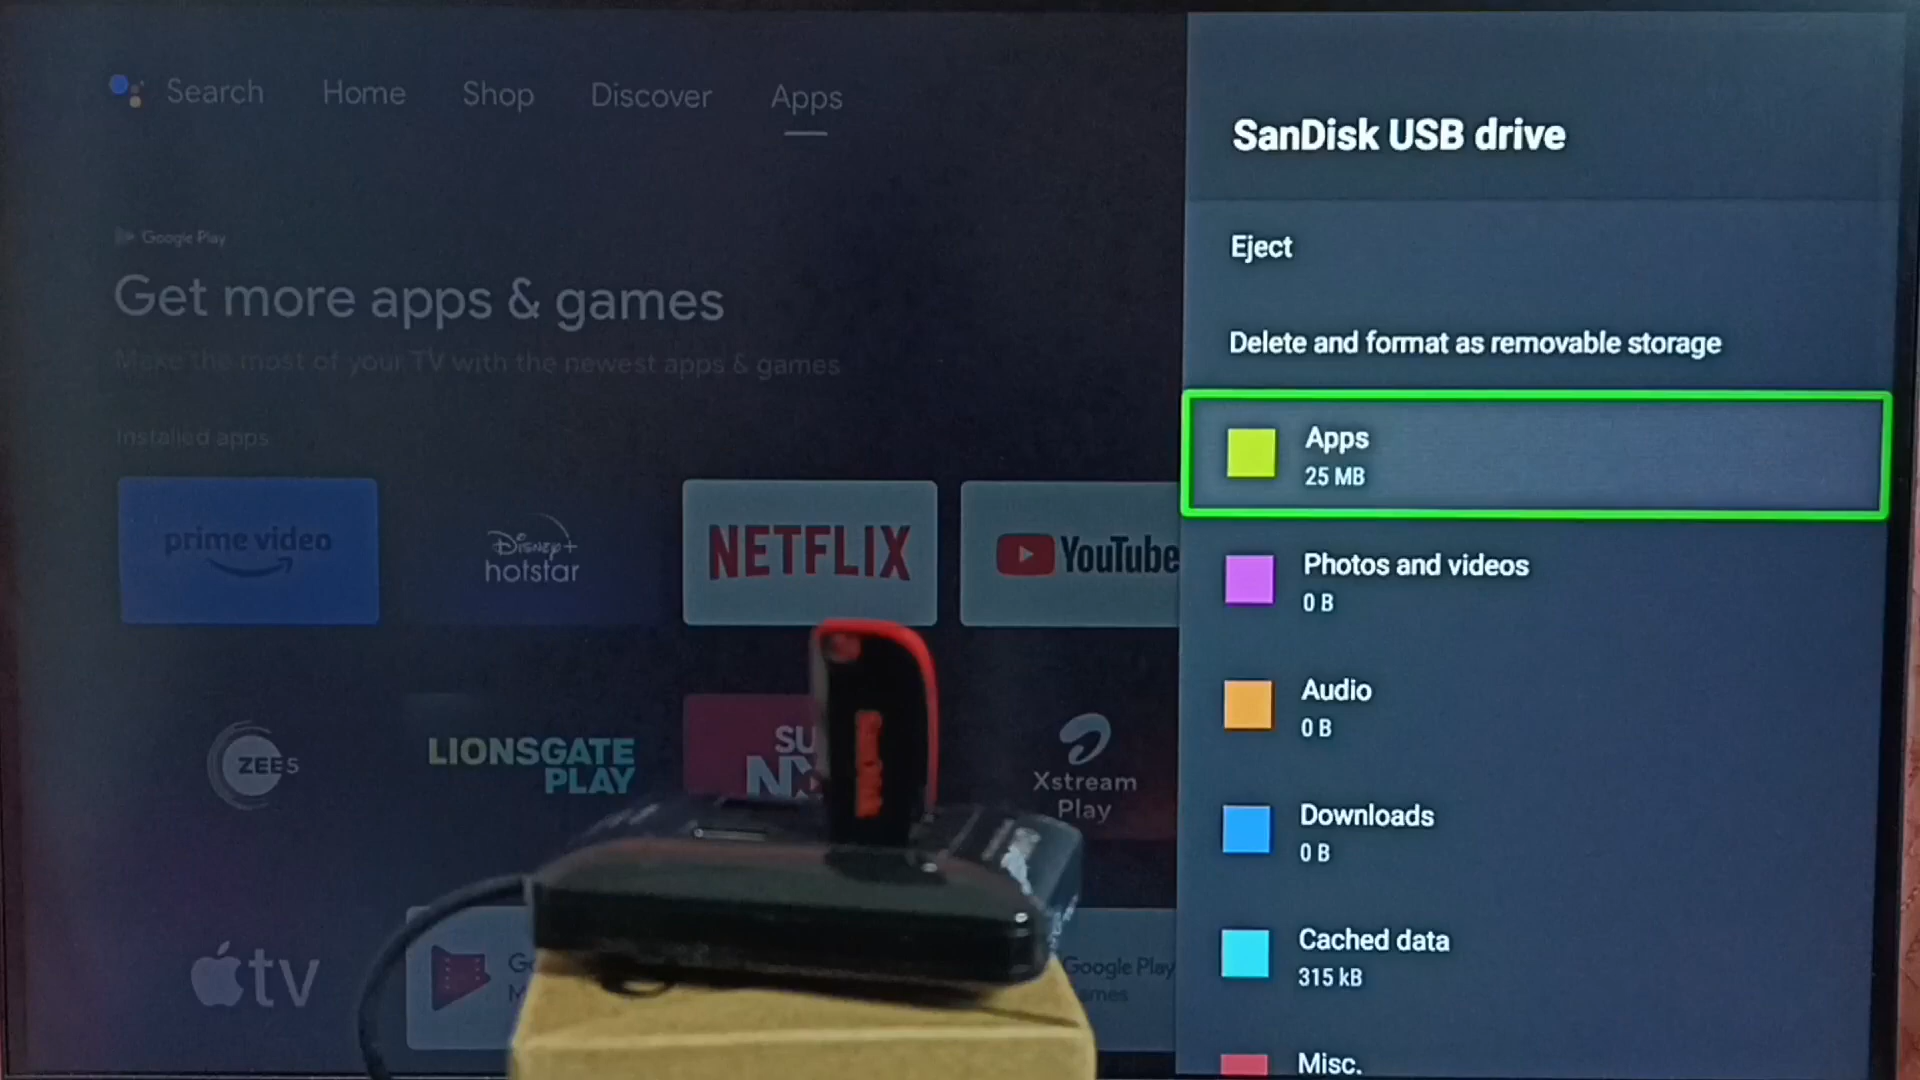 Search Home Shop Discover Apps
Google Play
Get more apps & games
Make the most of your TV with the newest apps & games
Installed apps
prime video
Disney+
hotstar
NETFLIX
YouTube
ZEE5
LIONSGATE
PLAY
SU
NX
Xstream
Play
tv
Google Play
SanDisk
SanDisk USB drive
Eject
Delete and format as removable storage
Apps
25 MB
Photos and videos
0 B
Audio
0 B
Downloads
0 B
Cached data
315 kB
Misc.